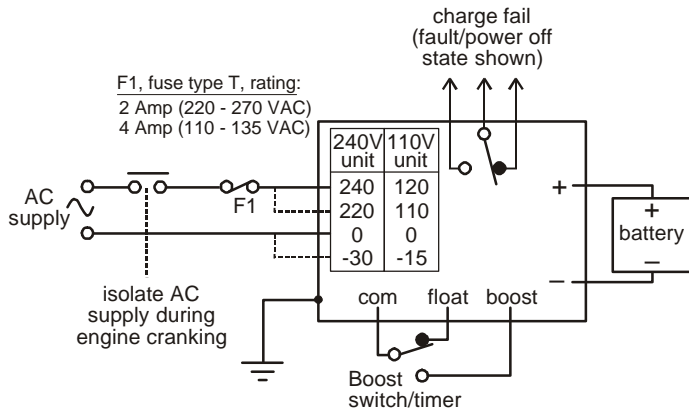 charge fail
(fault/power off
state shown)
F1, fuse type T, rating:
2 Amp (220 - 270 VAC)
4 Amp (110 - 135 VAC)
240V 110V
unit unit
240 120
220 110
0 0
-30 -15
AC
supply
F1
+
−
+
battery
−
isolate AC
supply during
engine cranking
com float boost
Boost
switch/timer